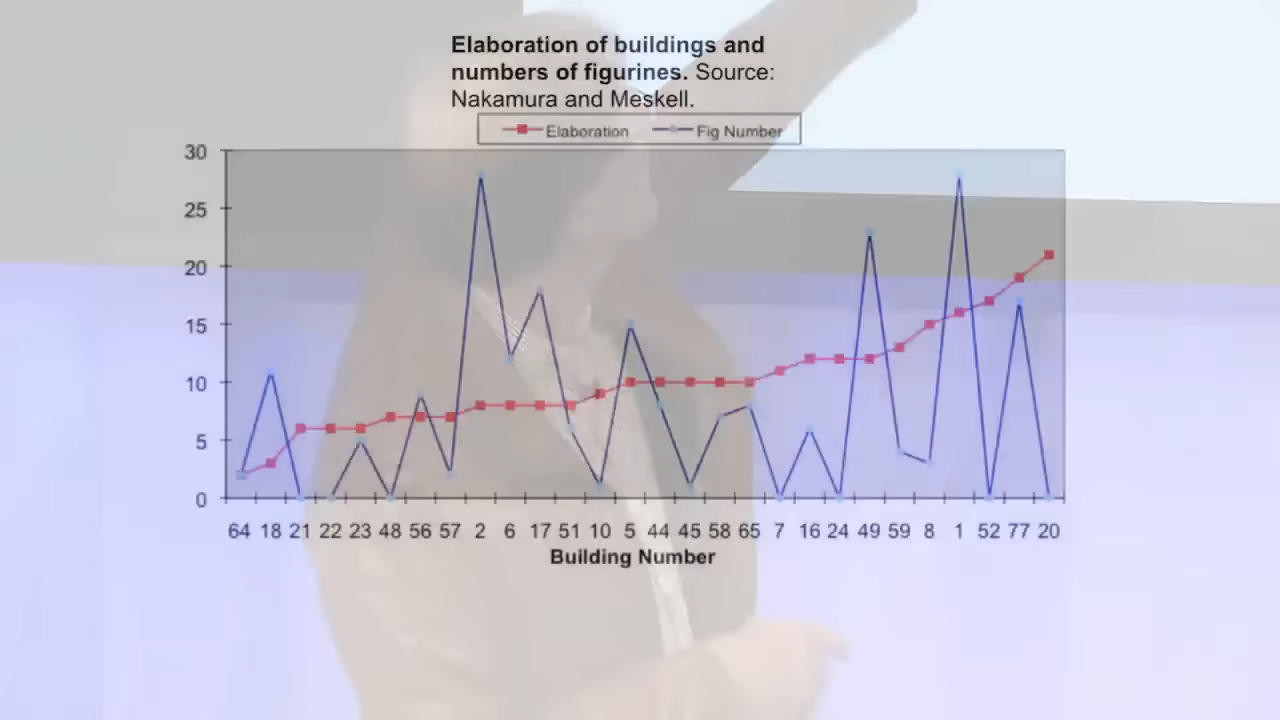 Elaboration of buildings and
numbers of figurines. Source:
Nakamura and Meskell.
Elaboration Fig Number
30
25
20
15
10
5
0
64 18 21 22 23 48 56 57 2 6 17 51 10 5 44 45 58 65 7 16 24 49 59 8 1 52 77 20
Building Number